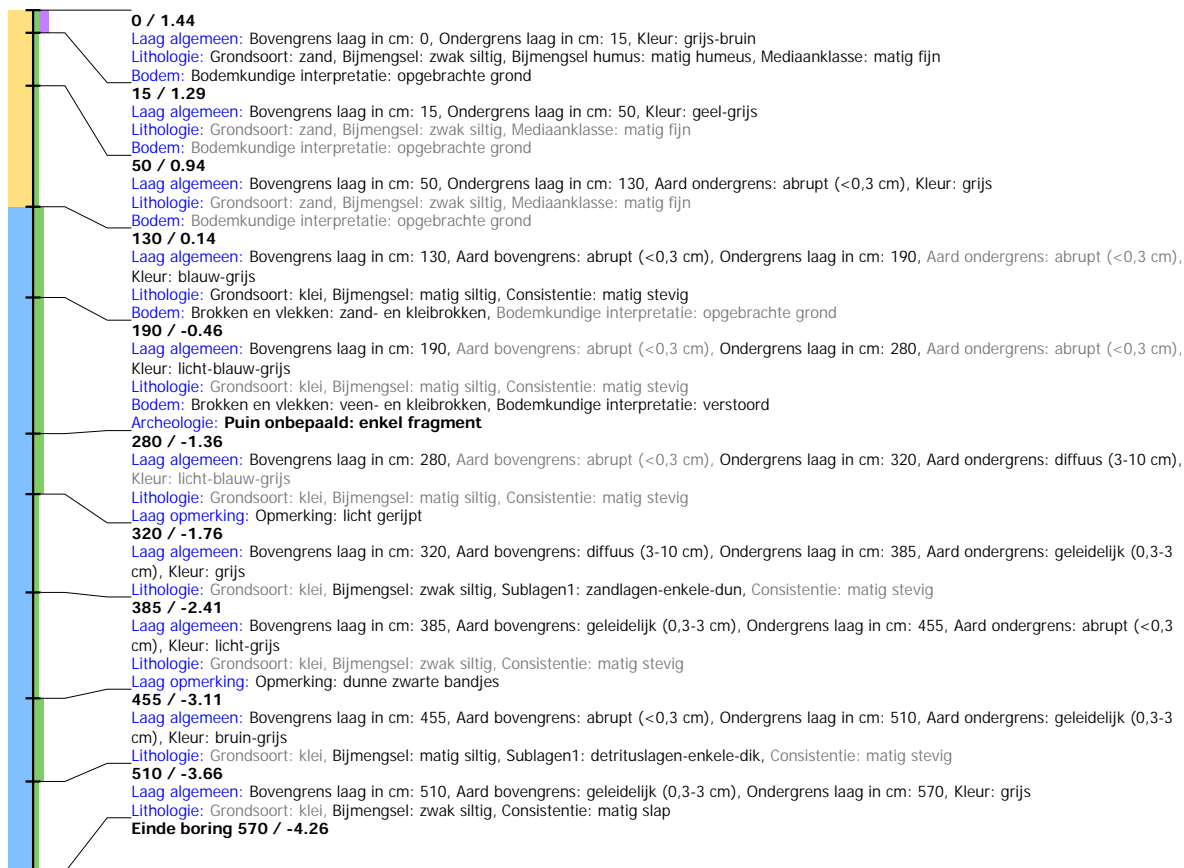 0 / 1.44
Laag algemeen: Bovengrens laag in cm: 0, Ondergrens laag in cm: 15, Kleur: grijs-bruin
Lithologie: Grondsoort: zand, Bijmengsel: zwak siltig, Bijmengsel humus: matig humeus, Mediaanklasse: matig fijn
Bodem: Bodemkundige interpretatie: opgebrachte grond
15 / 1.29
Laag algemeen: Bovengrens laag in cm: 15, Ondergrens laag in cm: 50, Kleur: geel-grijs
Lithologie: Grondsoort: zand, Bijmengsel: zwak siltig, Mediaanklasse: matig fijn
Bodem: Bodemkundige interpretatie: opgebrachte grond
50 / 0.94
Laag algemeen: Bovengrens laag in cm: 50, Ondergrens laag in cm: 130, Aard ondergrens: abrupt (<0,3 cm), Kleur: grijs
Lithologie: Grondsoort: zand, Bijmengsel: zwak siltig, Mediaanklasse: matig fijn
Bodem: Bodemkundige interpretatie: opgebrachte grond
130 / 0.14
Laag algemeen: Bovengrens laag in cm: 130, Aard bovengrens: abrupt (<0,3 cm), Ondergrens laag in cm: 190, Aard ondergrens: abrupt (<0,3 cm),
Kleur: blauw-grijs
Lithologie: Grondsoort: klei, Bijmengsel: matig siltig, Consistentie: matig stevig
Bodem: Brokken en vlekken: zand- en kleibrokken, Bodemkundige interpretatie: opgebrachte grond
190 / -0.46
Laag algemeen: Bovengrens laag in cm: 190, Aard bovengrens: abrupt (<0,3 cm), Ondergrens laag in cm: 280, Aard ondergrens: abrupt (<0,3 cm),
Kleur: licht-blauw-grijs
Lithologie: Grondsoort: klei, Bijmengsel: matig siltig, Consistentie: matig stevig
Bodem: Brokken en vlekken: veen- en kleibrokken, Bodemkundige interpretatie: verstoord
Archeologie: Puin onbepaald: enkel fragment
280 / -1.36
Laag algemeen: Bovengrens laag in cm: 280, Aard bovengrens: abrupt (<0,3 cm), Ondergrens laag in cm: 320, Aard ondergrens: diffuus (3-10 cm),
Kleur: licht-blauw-grijs
Lithologie: Grondsoort: klei, Bijmengsel: matig siltig, Consistentie: matig stevig
Laag opmerking: Opmerking: licht gerijpt
320 / -1.76
Laag algemeen: Bovengrens laag in cm: 320, Aard bovengrens: diffuus (3-10 cm), Ondergrens laag in cm: 385, Aard ondergrens: geleidelijk (0,3-3
cm), Kleur: grijs
Lithologie: Grondsoort: klei, Bijmengsel: zwak siltig, Sublagen1: zandlagen-enkele-dun, Consistentie: matig stevig
385 / -2.41
Laag algemeen: Bovengrens laag in cm: 385, Aard bovengrens: geleidelijk (0,3-3 cm), Ondergrens laag in cm: 455, Aard ondergrens: abrupt (<0,3
cm), Kleur: licht-grijs
Lithologie: Grondsoort: klei, Bijmengsel: zwak siltig, Consistentie: matig stevig
Laag opmerking: Opmerking: dunne zwarte bandjes
455 / -3.11
Laag algemeen: Bovengrens laag in cm: 455, Aard bovengrens: abrupt (<0,3 cm), Ondergrens laag in cm: 510, Aard ondergrens: geleidelijk (0,3-3
cm), Kleur: bruin-grijs
Lithologie: Grondsoort: klei, Bijmengsel: matig siltig, Sublagen1: detrituslagen-enkele-dik, Consistentie: matig stevig
510 / -3.66
Laag algemeen: Bovengrens laag in cm: 510, Aard bovengrens: geleidelijk (0,3-3 cm), Ondergrens laag in cm: 570, Kleur: grijs
Lithologie: Grondsoort: klei, Bijmengsel: zwak siltig, Consistentie: matig slap
Einde boring 570 / -4.26